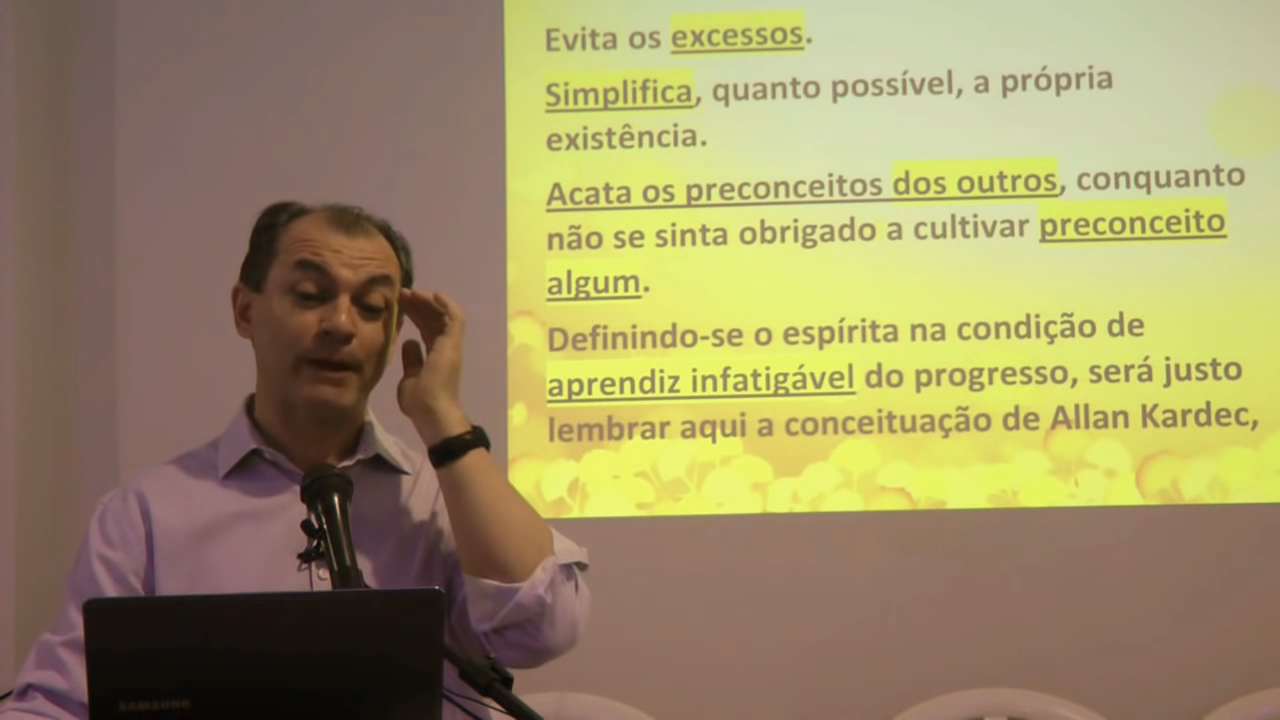 Evita os excessos.
Simplifica, quanto possível, a própria
existência.
Acata os preconceitos dos outros, conquanto
não se sinta obrigado a cultivar preconceito
algum.
Definindo-se o espírita na condição de
aprendiz infatigável do progresso, será justo
lembrar aqui a conceituação de Allan Kardec,
SAMSUNG